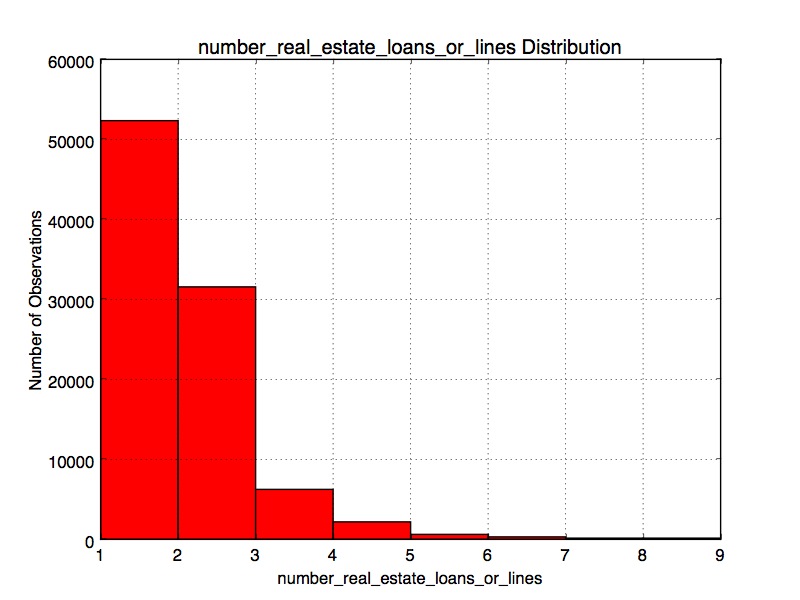 number_real_estate_loans_or_lines Distribution
60000
50000
40000
30000
20000
10000
0
Number of Observations
1 2 3 4 5 6 7 8 9
number_real_estate_loans_or_lines